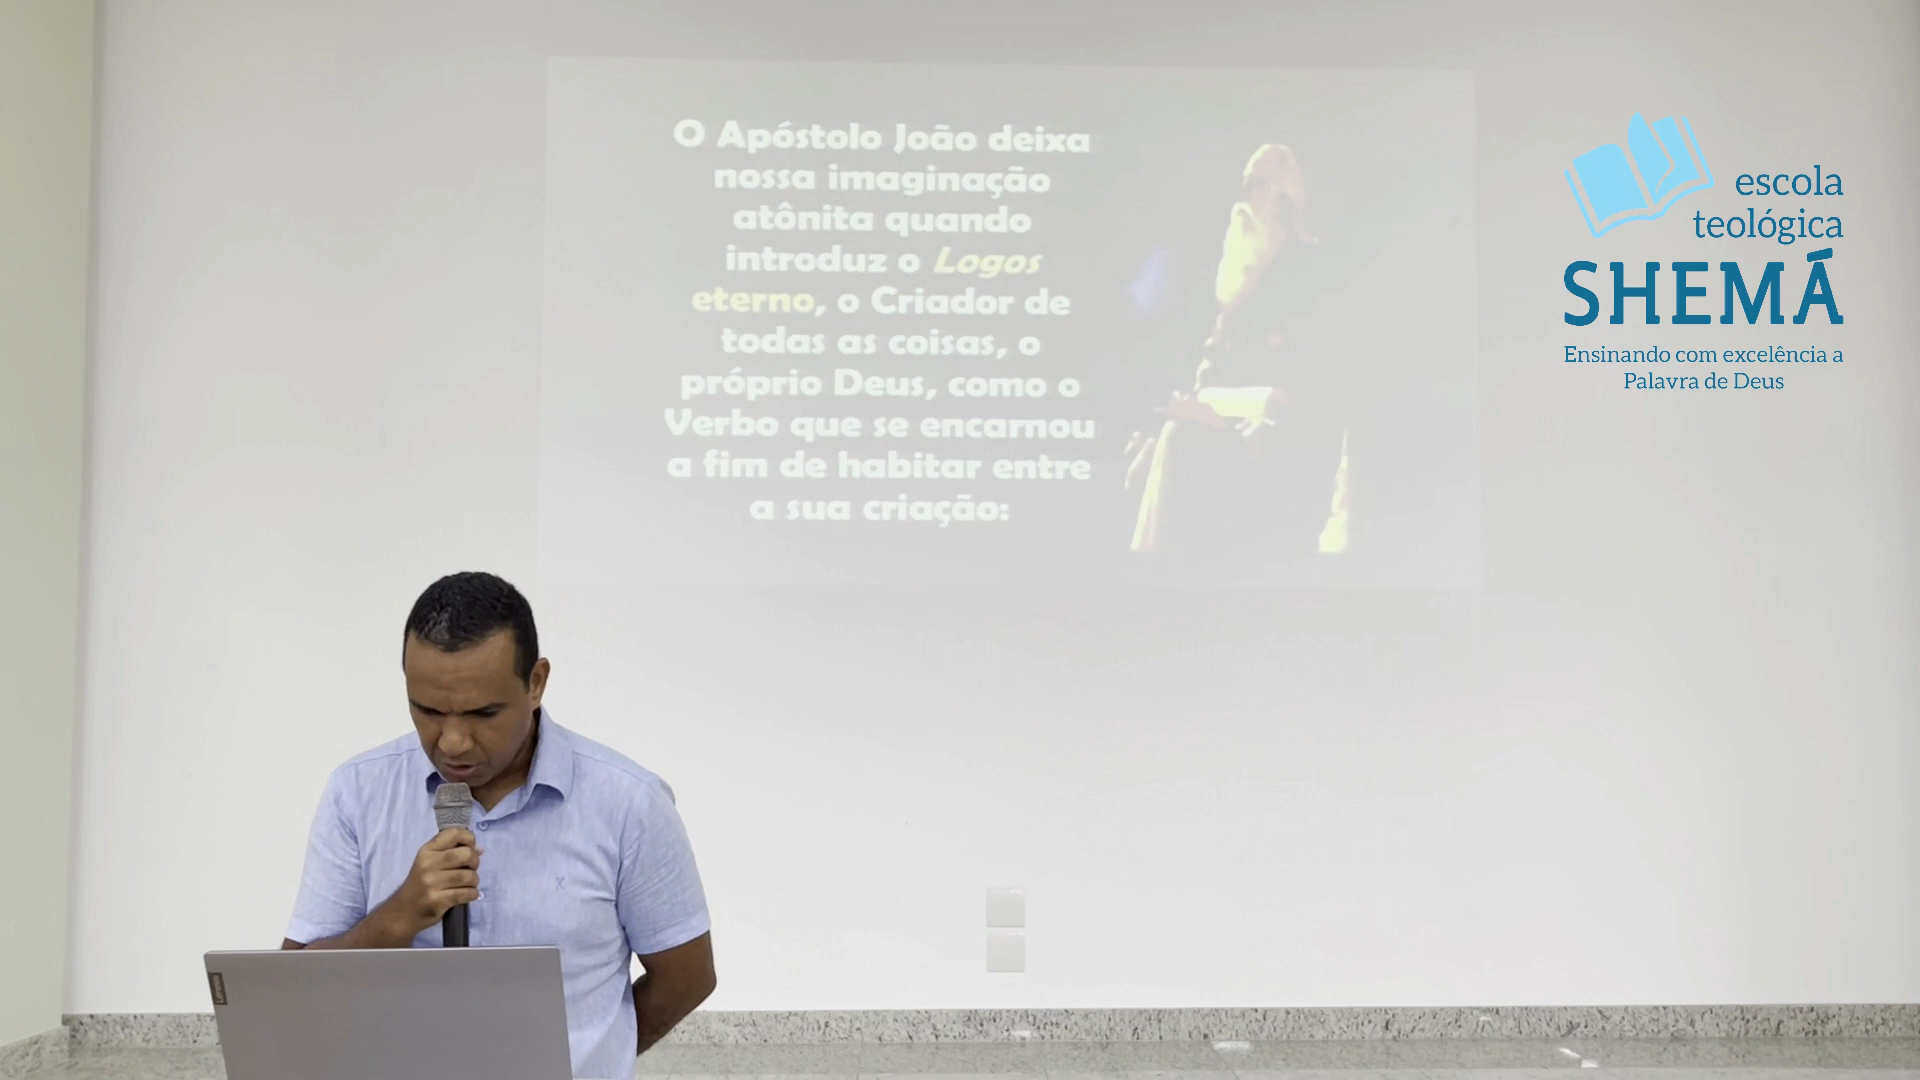 O Apóstolo João deixa
nossa imaginação
atônita quando
introduz o Logos
eterno, o Criador de
todas as coisas, o
próprio Deus, como o
Verbo que se encarnou
a fim de habitar entre
a sua criação:
escola
teológica
SHEMÁ
Ensinando com excelência a
Palavra de Deus
Lenovo